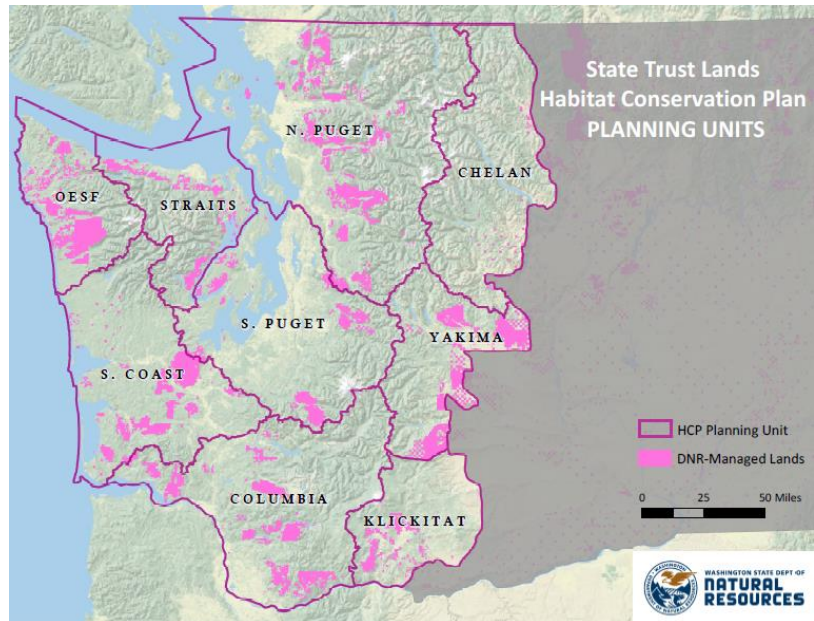 State Trust Lands
Habitat Conservation Plan
PLANNING UNITS
N. PUGET
CHELAN
OESF
STRAITS
S. PUGET
YAKIMA
S. COAST
HCP Planning Unit
DNR-Managed Lands
0 25 50 Miles
COLUMBIA
KLICKITAT
WASHINGTON STATE DEPT OF
NATURAL
RESOURCES